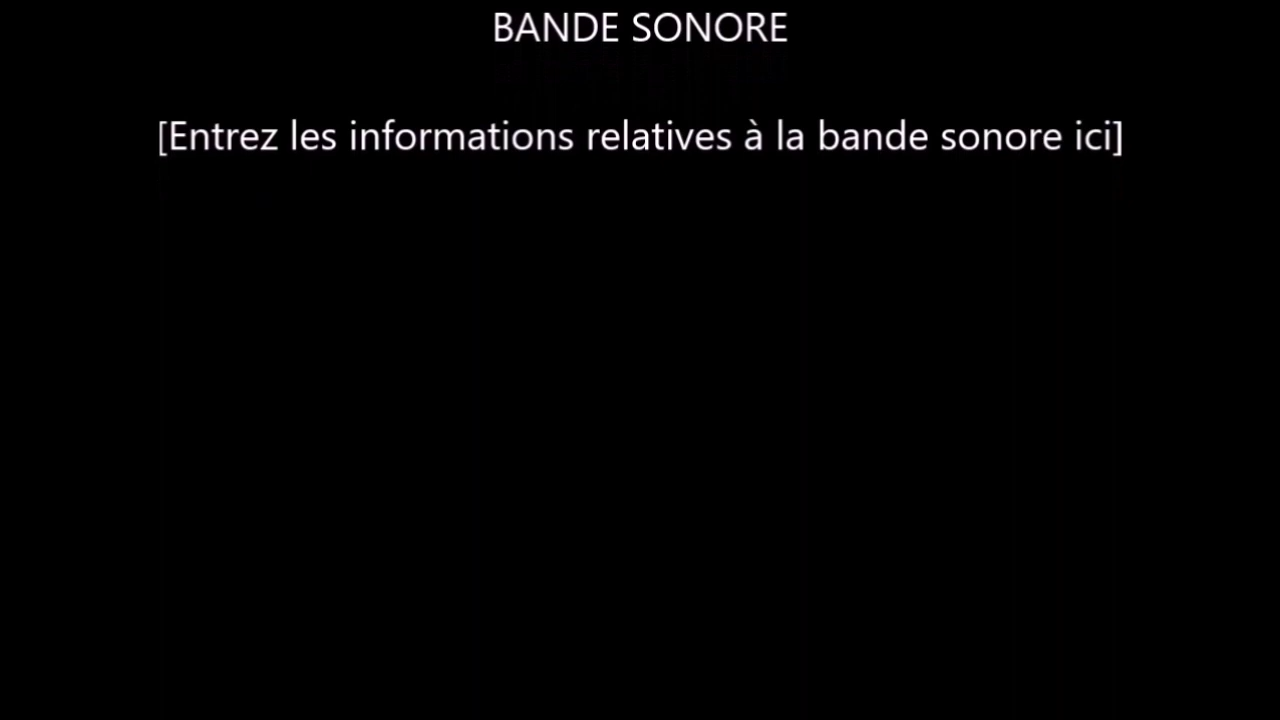 BANDE SONORE
[Entrez les informations relatives à la bande sonore ici]